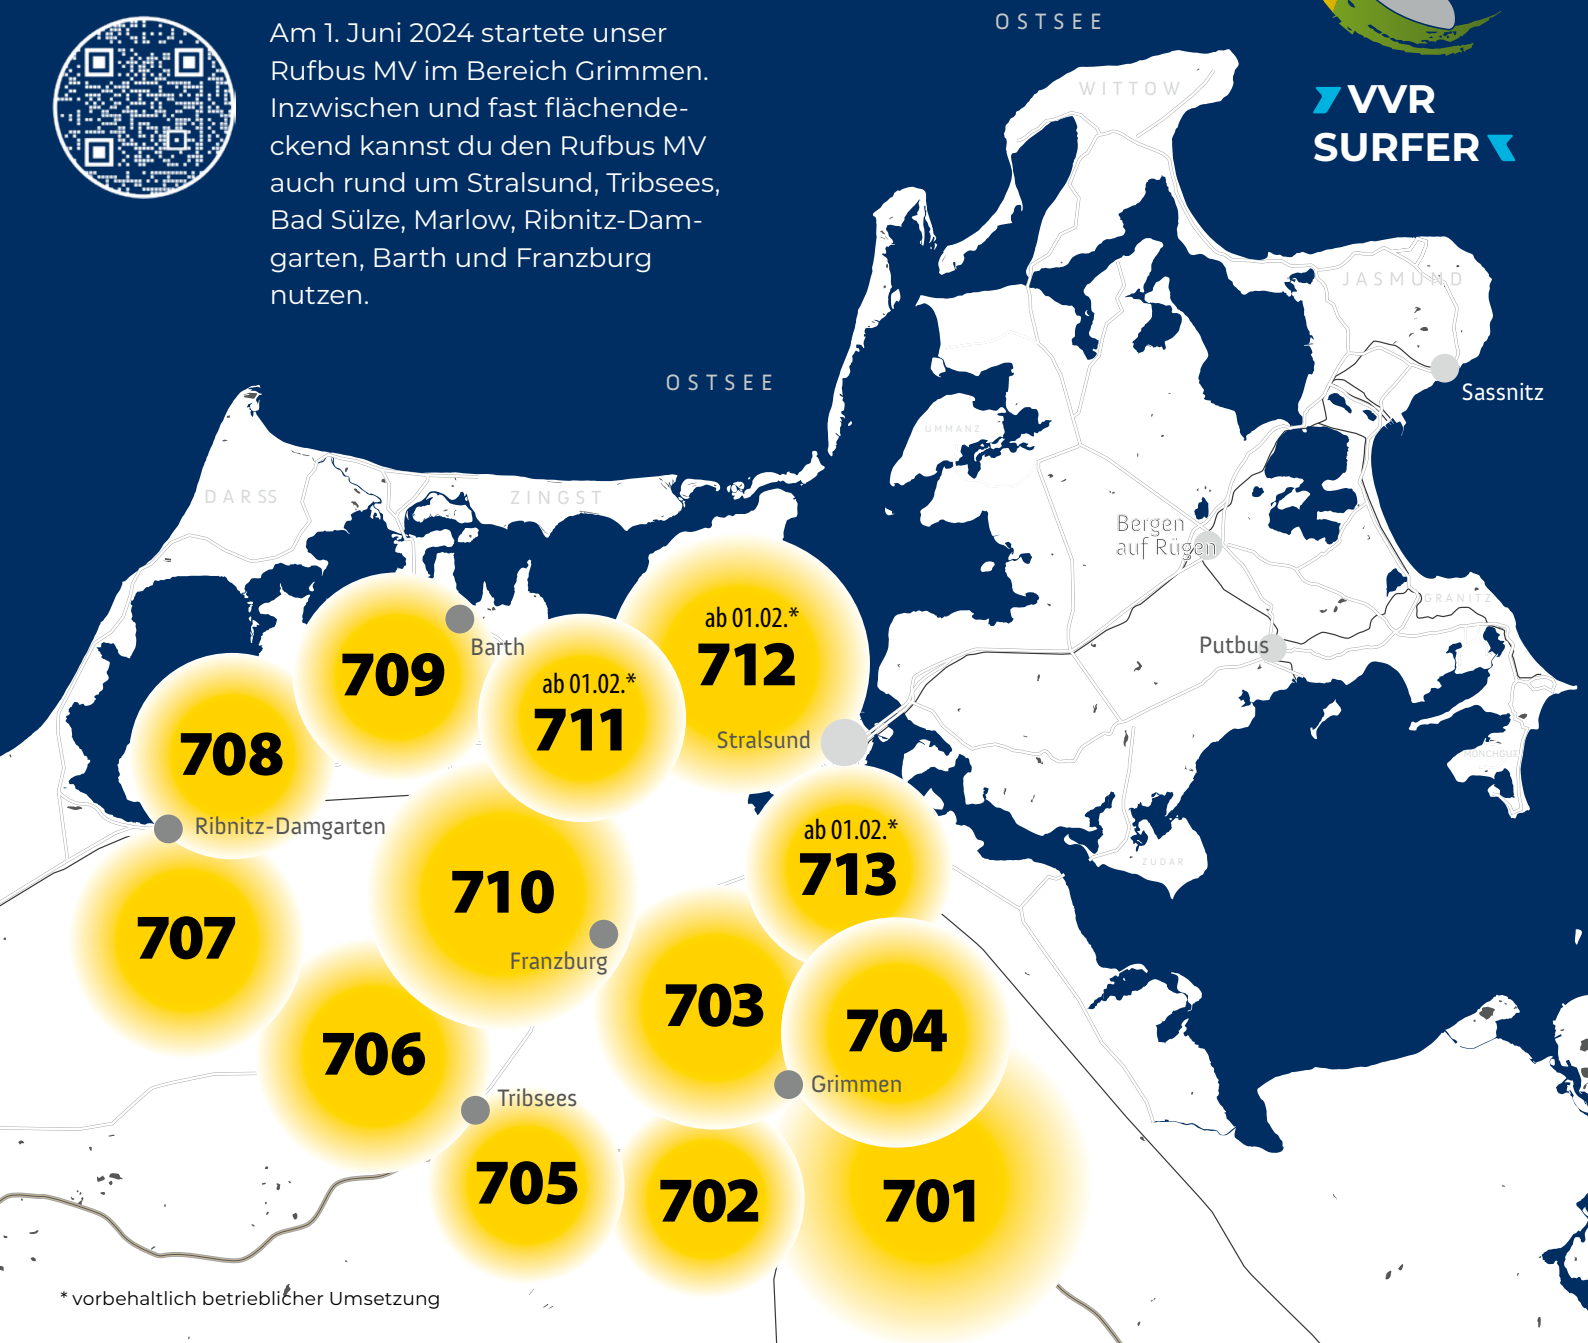 Am 1. Juni 2024 startete unser
Rufbus MV im Bereich Grimmen.
Inzwischen und fast flächende-
ckend kannst du den Rufbus MV
auch rund um Stralsund, Tribsees,
Bad Sülze, Marlow, Ribnitz-Dam-
garten, Barth und Franzburg
nutzen.
OSTSEE
VVR
SURFER
WITTOW
JASMUND
Sassnitz
OSTSEE
UMMANZ
DARSS
ZINGST
Bergen
auf Rügen
GRANITZ
Putbus
ab 01.02.*
712
Barth
709
ab 01.02.*
711
Stralsund
708
MÖNCHGUT
Ribnitz-Damgarten
ab 01.02.*
713
ZUDAR
710
707
Franzburg
703
704
706
Grimmen
Tribsees
705
702
701
* vorbehaltlich betrieblicher Umsetzung